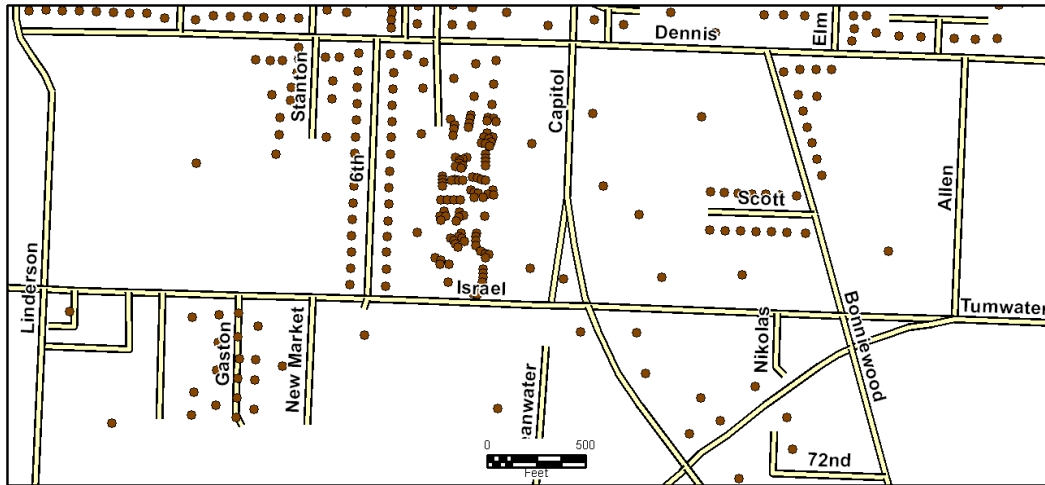 Dennis
Elm
Stanton
Capitol
6th
Allen
Scott
Linderson
Israel
Tumwater
Bonniewood
Nikolas
Gaston
New Market
anwater
0 500
Feet
72nd